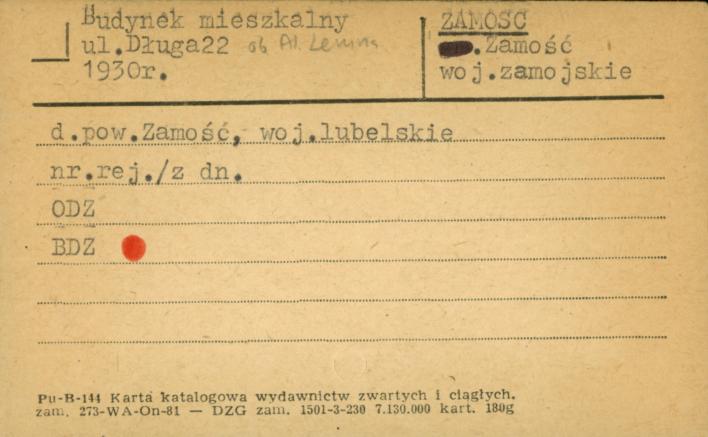 Budynek mieszkalny
ul.Długa22 ob Al. Lenina
1930r.
ZAMOŚĆ
.Zamość
woj.zamojskie
d.pow.Zamość, woj.lubelskie
nr.rej./z dn.
ODZ
BDZ
Pu-B-144 Karta katalogowa wydawnictw zwartych i ciągłych.
zam. 273-WA-On-81 — DZG zam. 1501-3-230 7.130.000 kart. 180g